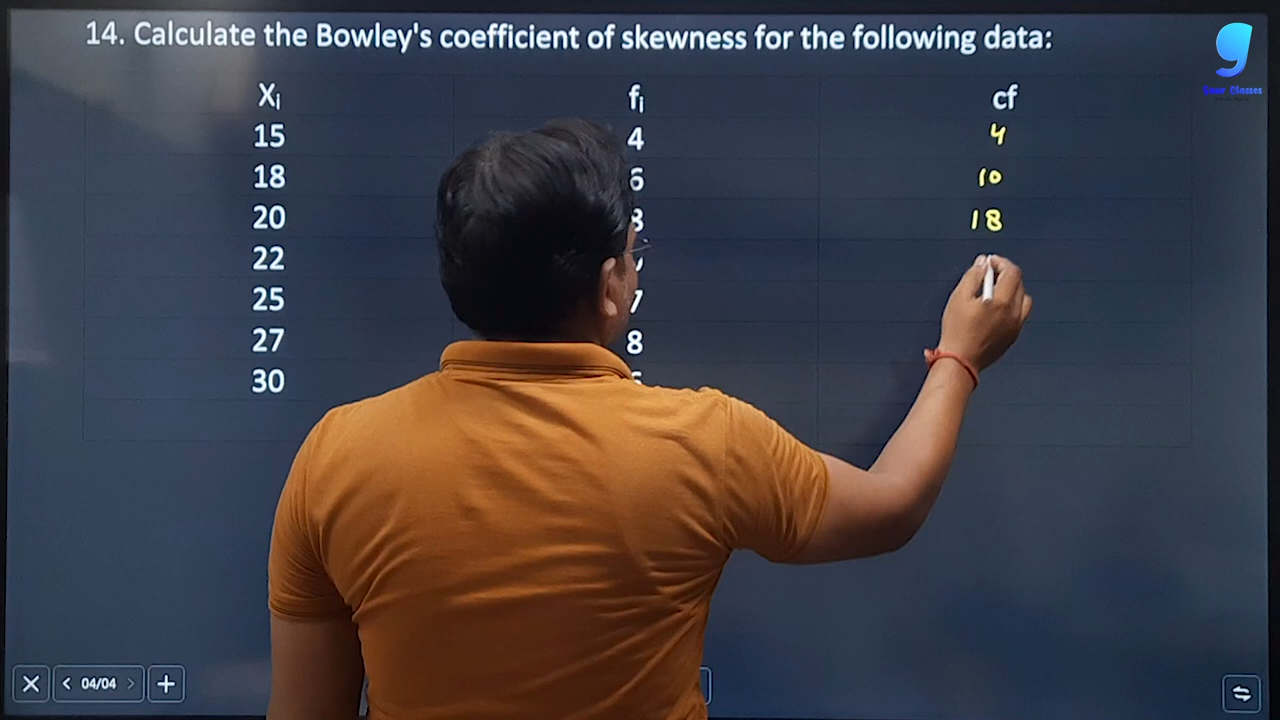 14. Calculate the Bowley's coefficient of skewness for the following data:
Xi fi cf
15 4 4
18 6 10
20 8 18
22
25 7
27 8
30
04/04